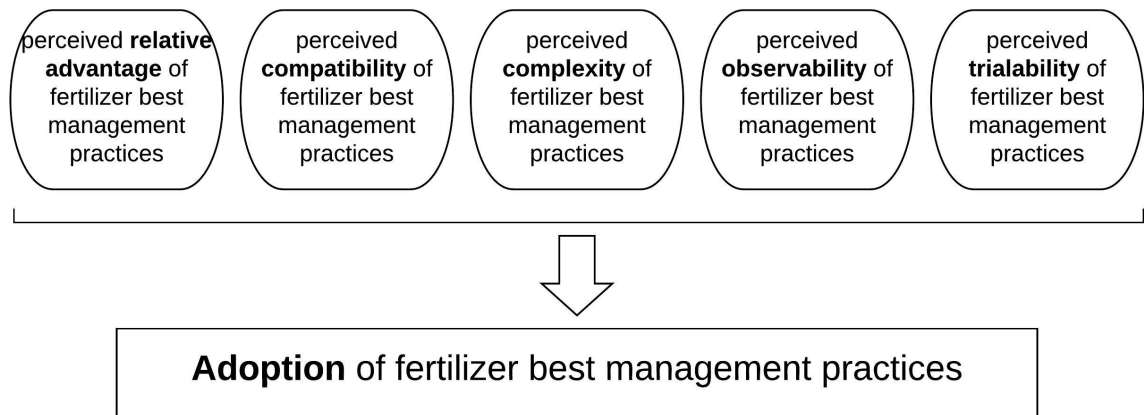 perceived relative
advantage of
fertilizer best
management
practices
perceived
compatibility of
fertilizer best
management
practices
perceived
complexity of
fertilizer best
management
practices
perceived
observability of
fertilizer best
management
practices
perceived
trialability of
fertilizer best
management
practices
Adoption of fertilizer best management practices